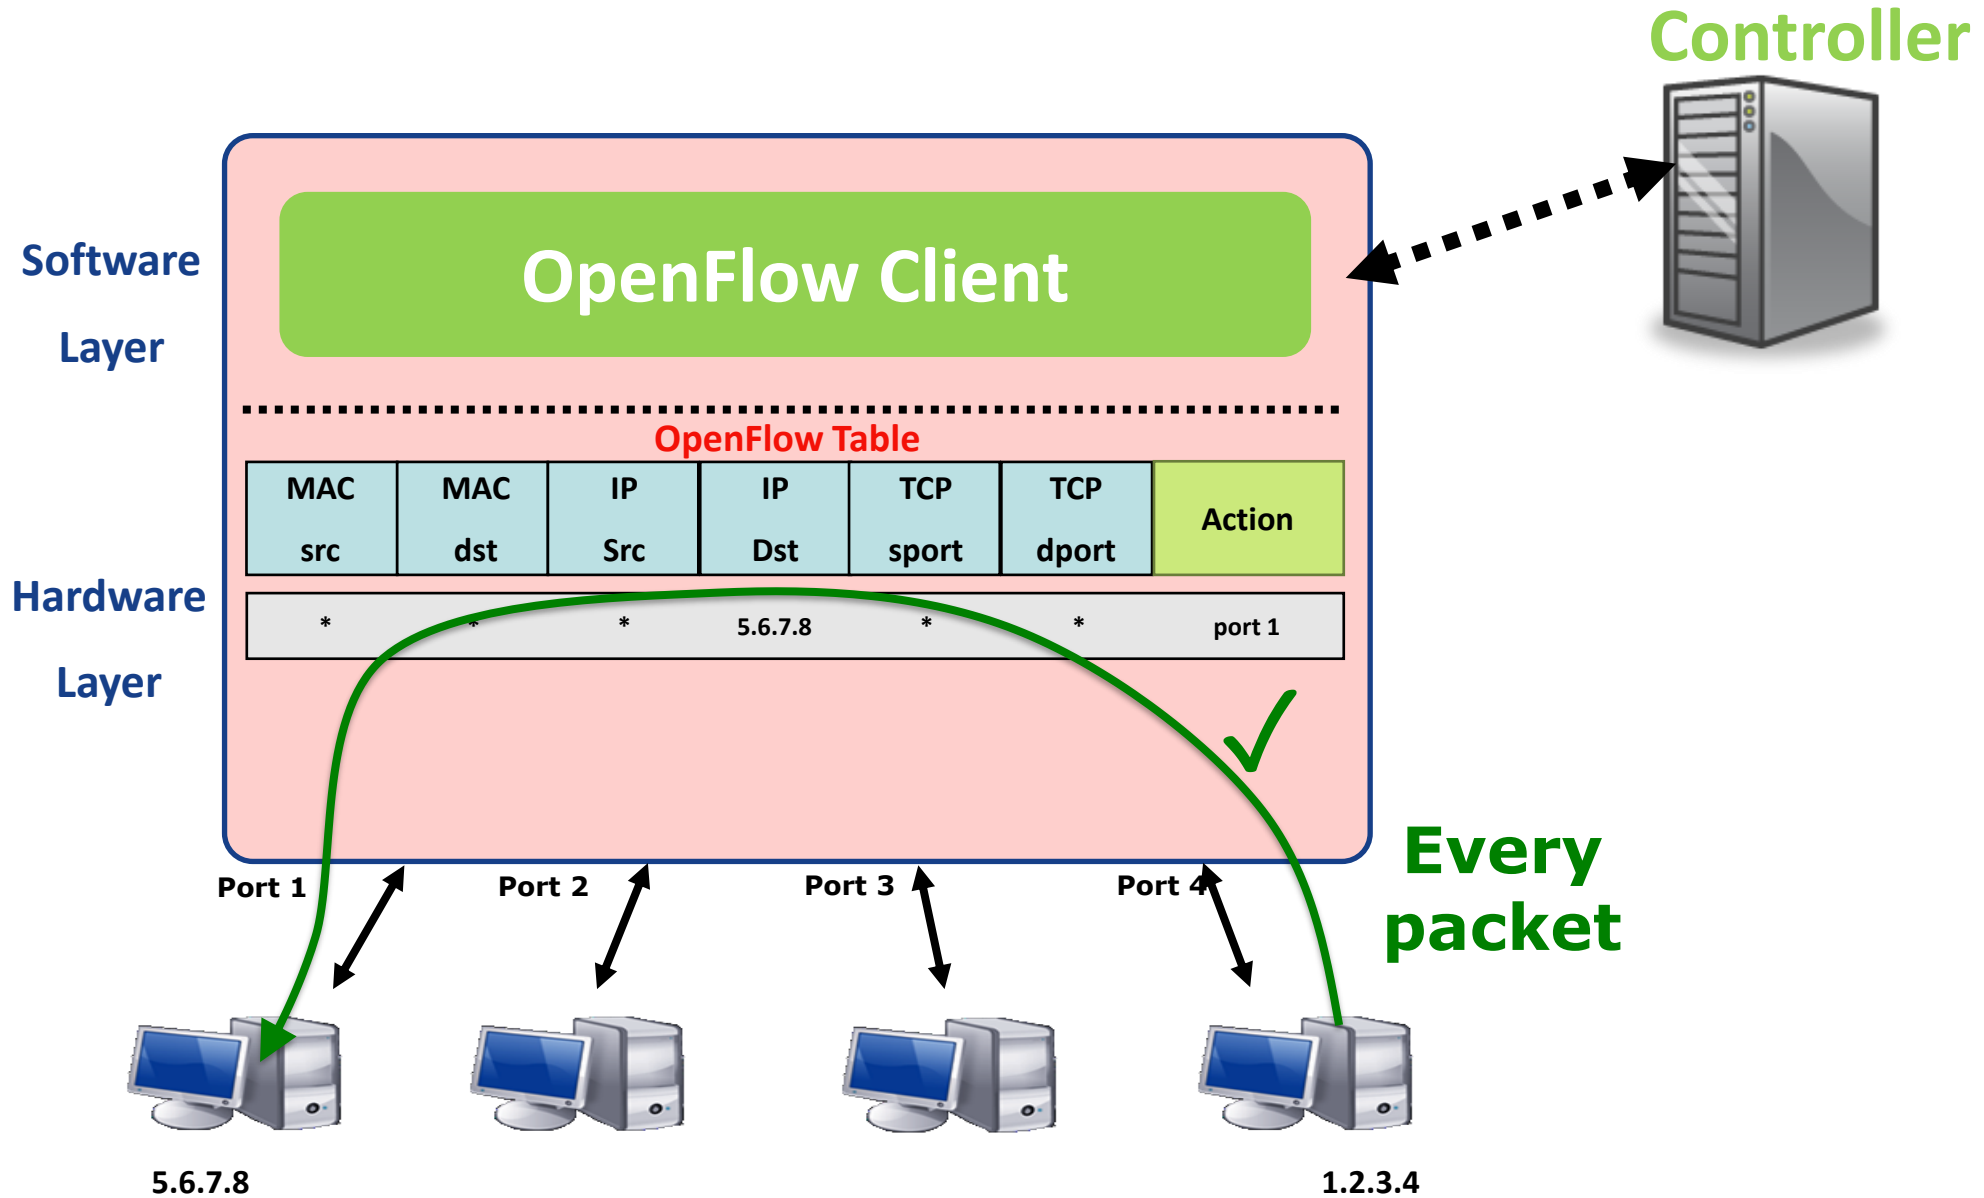 Controller
Software
Layer
OpenFlow Client
OpenFlow Table
MAC
src
MAC
dst
IP
Src
IP
Dst
TCP
sport
TCP
dport
Action
Hardware
Layer
* * * 5.6.7.8 * * port 1
Every
packet
Port 1 Port 2 Port 3 Port 4
5.6.7.8 1.2.3.4